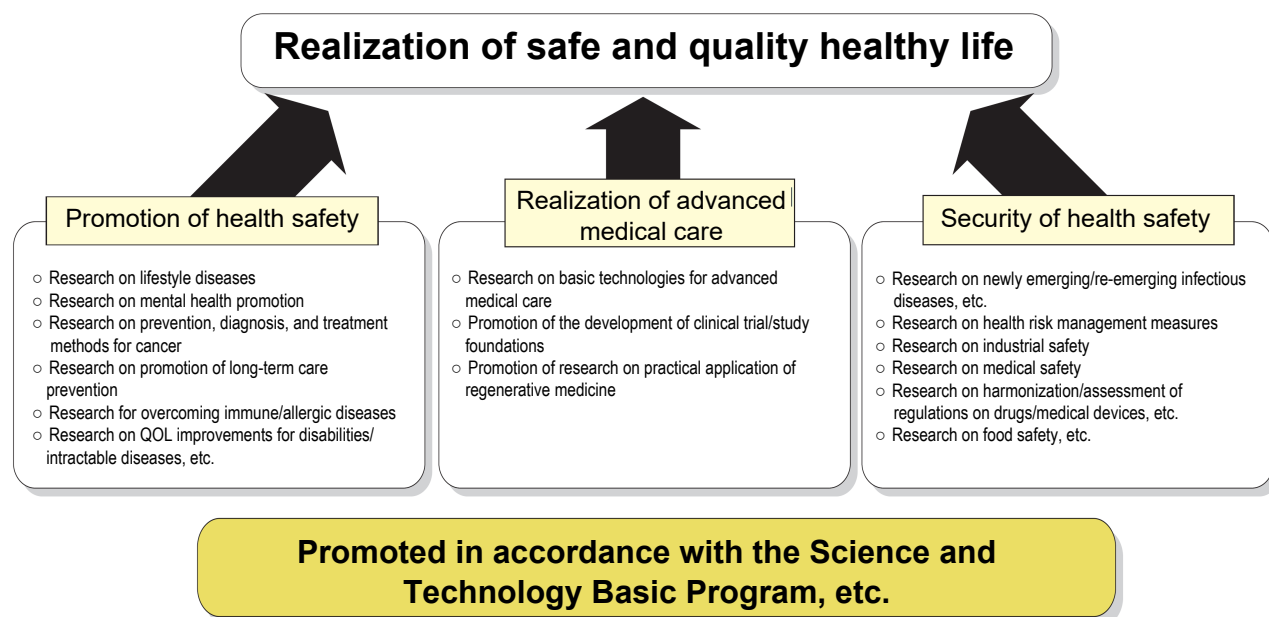 Realization of safe and quality healthy life
Promotion of health safety
○ Research on lifestyle diseases
○ Research on mental health promotion
○ Research on prevention, diagnosis, and treatment
methods for cancer
○ Research on promotion of long-term care
prevention
○ Research for overcoming immune/allergic diseases
○ Research on QOL improvements for disabilities/
intractable diseases, etc.
Realization of advanced
medical care
○ Research on basic technologies for advanced
medical care
○ Promotion of the development of clinical trial/study
foundations
○ Promotion of research on practical application of
regenerative medicine
Security of health safety
○ Research on newly emerging/re-emerging infectious
diseases, etc.
○ Research on health risk management measures
○ Research on industrial safety
○ Research on medical safety
○ Research on harmonization/assessment of
regulations on drugs/medical devices, etc.
○ Research on food safety, etc.
Promoted in accordance with the Science and
Technology Basic Program, etc.